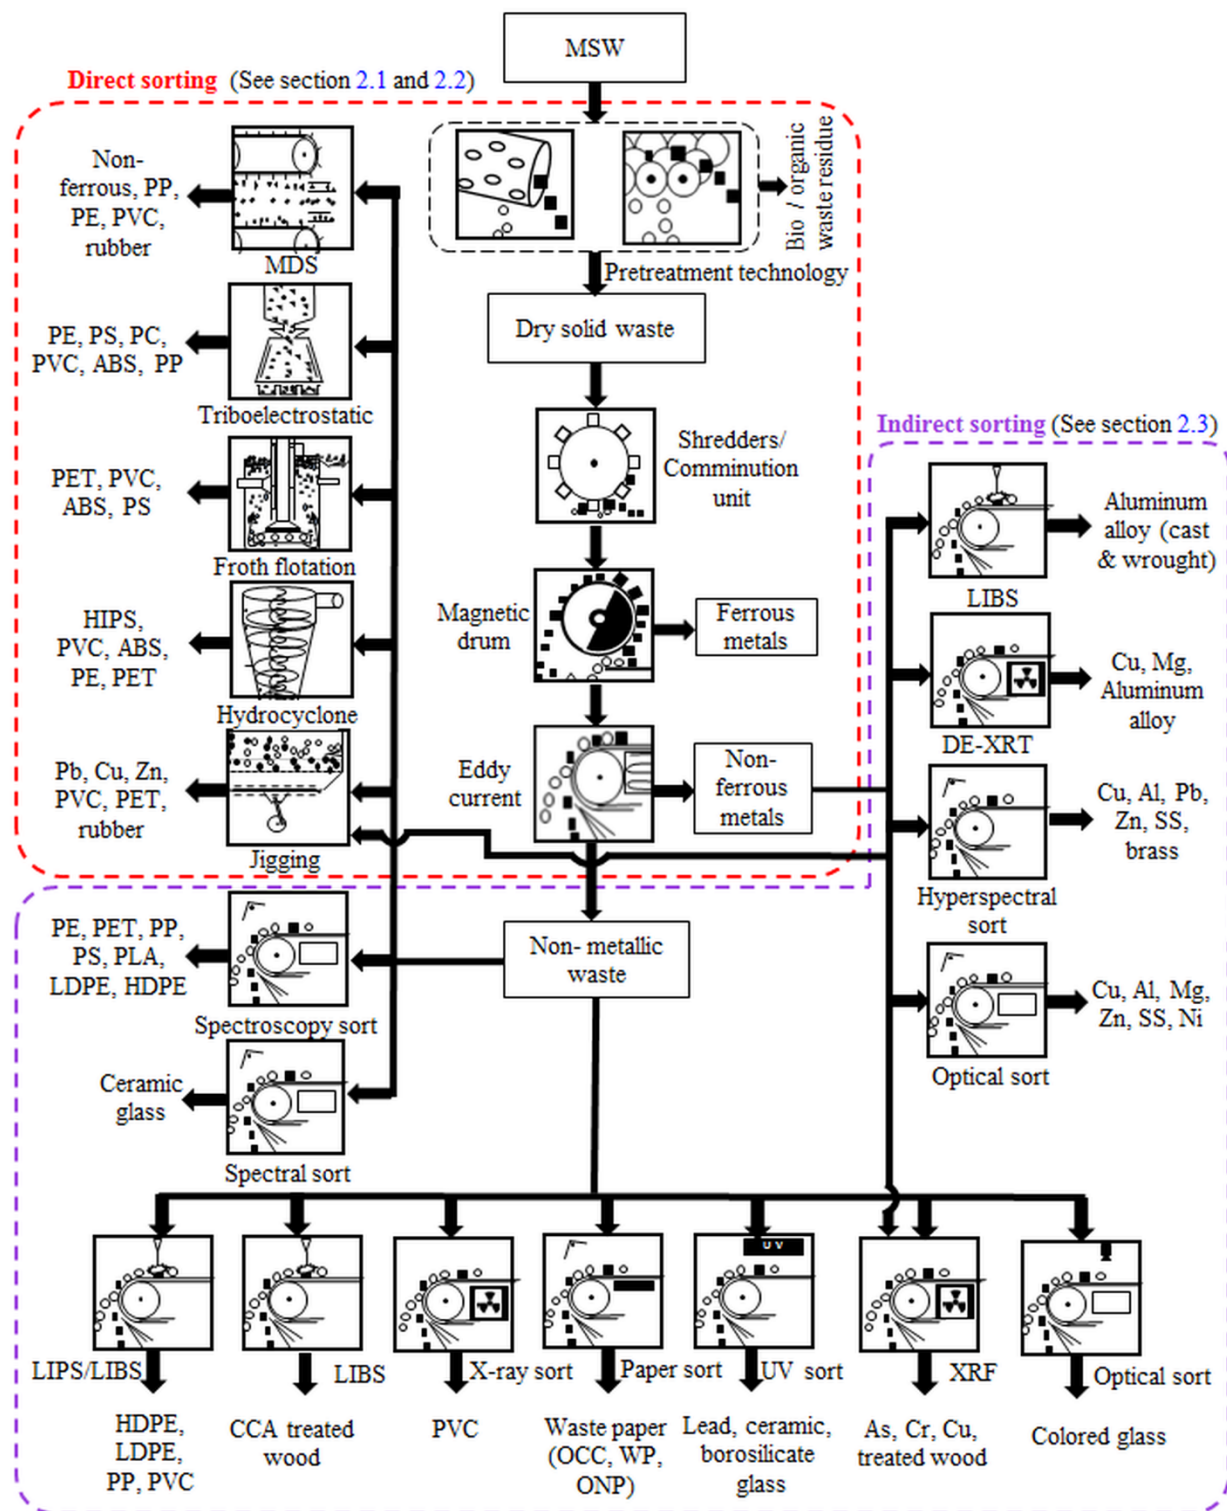 MSW
Direct sorting (See section 2.1 and 2.2)
Bio / organic
waste residue
Pretreatment technology
Dry solid waste
Shredders/
Comminution
unit
Magnetic
drum
Ferrous
metals
Eddy
current
Non-
ferrous
metals
Non- metallic
waste
Non-
ferrous, PP,
PE, PVC,
rubber
MDS
PE, PS, PC,
PVC, ABS, PP
Triboelectrostatic
PET, PVC,
ABS, PS
Froth flotation
HIPS,
PVC, ABS,
PE, PET
Hydrocyclone
Pb, Cu, Zn,
PVC, PET,
rubber
Jigging
PE, PET, PP,
PS, PLA,
LDPE, HDPE
Spectroscopy sort
Ceramic
glass
Spectral sort
Indirect sorting (See section 2.3)
Aluminum
alloy (cast
& wrought)
LIBS
Cu, Mg,
Aluminum
alloy
DE-XRT
Cu, Al, Pb,
Zn, SS,
brass
Hyperspectral
sort
Cu, Al, Mg,
Zn, SS, Ni
Optical sort
LIPS/LIBS
HDPE,
LDPE,
PP, PVC
LIBS
CCA treated
wood
X-ray sort
PVC
Paper sort
Waste paper
(OCC, WP,
ONP)
UV
UV sort
Lead, ceramic,
borosilicate
glass
XRF
As, Cr, Cu,
treated wood
Optical sort
Colored glass